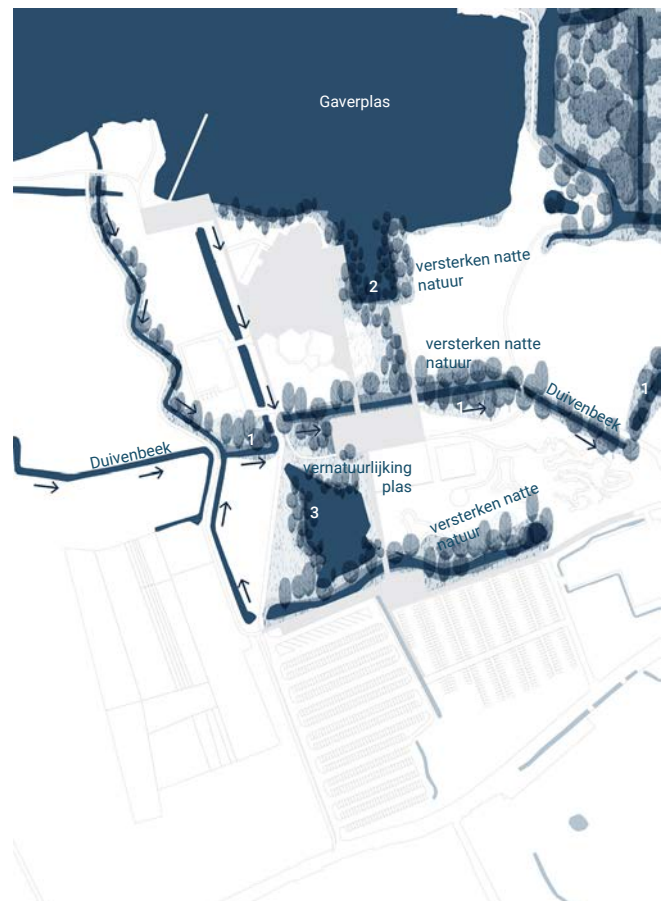 Gaverplas
versterken natte
natuur
2
versterken natte
natuur
1
1
1
Duivenbeek
Duivenbeek
vernatuurlijking
plas
3
versterken natte
natuur